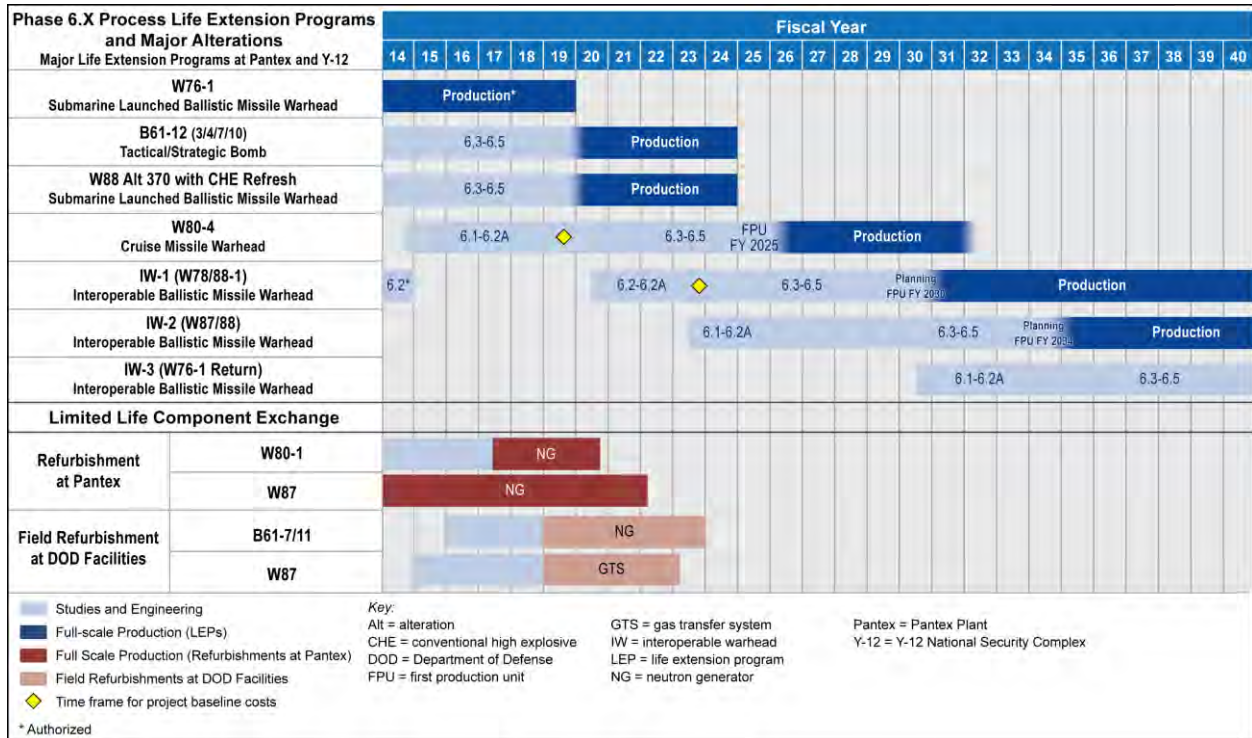 Phase 6.X Process Life Extension Programs
and Major Alterations
Major Life Extension Programs at Pantex and Y-12
Fiscal Year
14 15 16 17 18 19 20 21 22 23 24 25 26 27 28 29 30 31 32 33 34 35 36 37 38 39 40
W76-1
Submarine Launched Ballistic Missile Warhead
Production*
B61-12 (3/4/7/10)
Tactical/Strategic Bomb
6.3-6.5
Production
W88 Alt 370 with CHE Refresh
Submarine Launched Ballistic Missile Warhead
6.3-6.5
Production
W80-4
Cruise Missile Warhead
6.1-6.2A
6.3-6.5
FPU
FY 2025
Production
IW-1 (W78/88-1)
Interoperable Ballistic Missile Warhead
6.2*
6.2-6.2A
6.3-6.5
Planning
FPU FY 2030
Production
IW-2 (W87/88)
Interoperable Ballistic Missile Warhead
6.1-6.2A
6.3-6.5
Planning
FPU FY 2034
Production
IW-3 (W76-1 Return)
Interoperable Ballistic Missile Warhead
6.1-6.2A
6.3-6.5
Limited Life Component Exchange
Refurbishment
at Pantex
W80-1
NG
W87
NG
Field Refurbishment
at DOD Facilities
B61-7/11
NG
W87
GTS
Studies and Engineering
Full-scale Production (LEPs)
Full Scale Production (Refurbishments at Pantex)
Field Refurbishments at DOD Facilities
Time frame for project baseline costs
* Authorized
Key:
Alt = alteration
CHE = conventional high explosive
DOD = Department of Defense
FPU = first production unit
GTS = gas transfer system
IW = interoperable warhead
LEP = life extension program
NG = neutron generator
Pantex = Pantex Plant
Y-12 = Y-12 National Security Complex